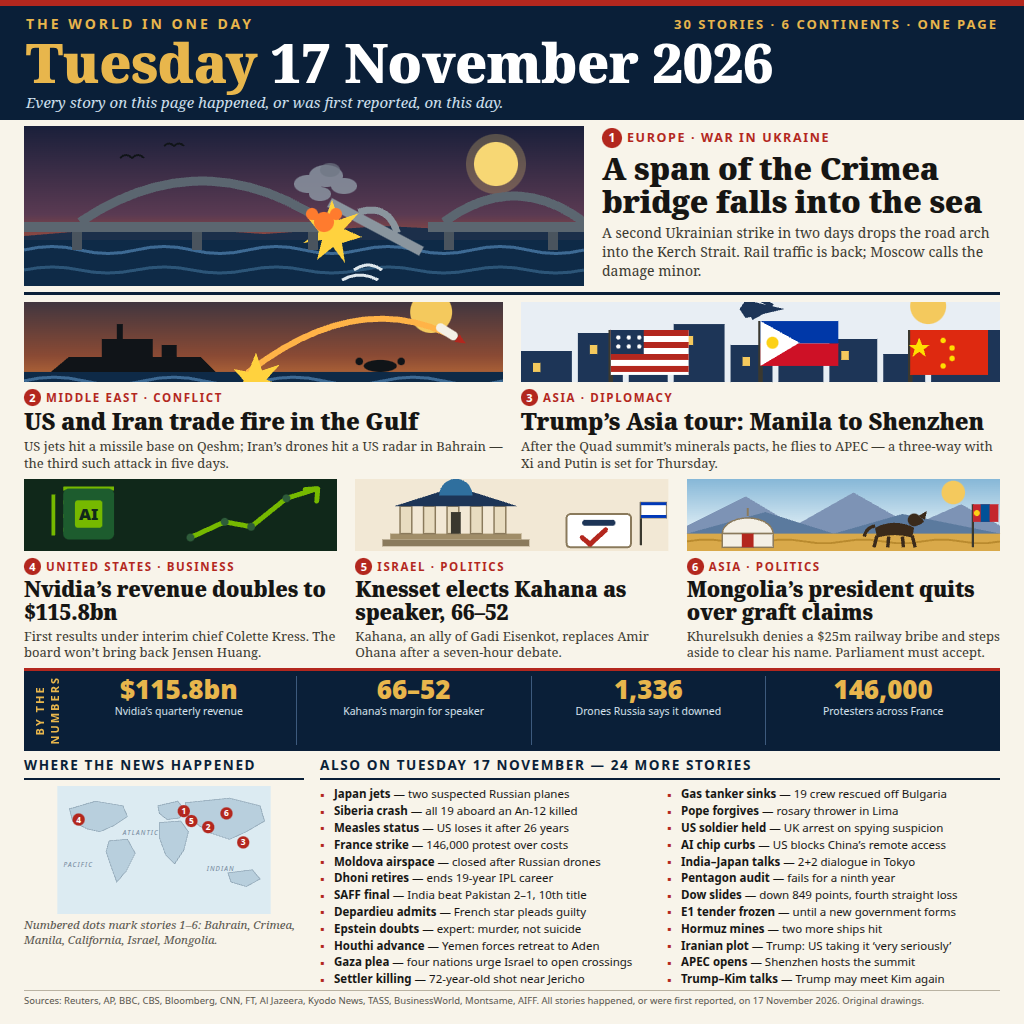 THE WORLD IN ONE DAY
30 STORIES · 6 CONTINENTS · ONE PAGE
Tuesday 17 November 2026
Every story on this page happened, or was first reported, on this day.
1 EUROPE · WAR IN UKRAINE
A span of the Crimea
bridge falls into the sea
A second Ukrainian strike in two days drops the road arch
into the Kerch Strait. Rail traffic is back; Moscow calls the
damage minor.
2 MIDDLE EAST · CONFLICT
US and Iran trade fire in the Gulf
US jets hit a missile base on Qeshm; Iran’s drones hit a US radar in Bahrain —
the third such attack in five days.
3 ASIA · DIPLOMACY
Trump’s Asia tour: Manila to Shenzhen
After the Quad summit’s minerals pacts, he flies to APEC — a three-way with
Xi and Putin is set for Thursday.
AI
4 UNITED STATES · BUSINESS
Nvidia’s revenue doubles to
$115.8bn
First results under interim chief Colette Kress. The
board won’t bring back Jensen Huang.
5 ISRAEL · POLITICS
Knesset elects Kahana as
speaker, 66–52
Kahana, an ally of Gadi Eisenkot, replaces Amir
Ohana after a seven-hour debate.
6 ASIA · POLITICS
Mongolia’s president quits
over graft claims
Khurelsukh denies a $25m railway bribe and steps
aside to clear his name. Parliament must accept.
BY THE
NUMBERS
$115.8bn
Nvidia’s quarterly revenue
66–52
Kahana’s margin for speaker
1,336
Drones Russia says it downed
146,000
Protesters across France
WHERE THE NEWS HAPPENED
4
1
5
2
6
3
ATLANTIC
PACIFIC
INDIAN
Numbered dots mark stories 1–6: Bahrain, Crimea,
Manila, California, Israel, Mongolia.
ALSO ON TUESDAY 17 NOVEMBER — 24 MORE STORIES
▪ Japan jets — two suspected Russian planes
▪ Siberia crash — all 19 aboard an An-12 killed
▪ Measles status — US loses it after 26 years
▪ France strike — 146,000 protest over costs
▪ Moldova airspace — closed after Russian drones
▪ Dhoni retires — ends 19-year IPL career
▪ SAFF final — India beat Pakistan 2–1, 10th title
▪ Depardieu admits — French star pleads guilty
▪ Epstein doubts — expert: murder, not suicide
▪ Houthi advance — Yemen forces retreat to Aden
▪ Gaza plea — four nations urge Israel to open crossings
▪ Settler killing — 72-year-old shot near Jericho
▪ Gas tanker sinks — 19 crew rescued off Bulgaria
▪ Pope forgives — rosary thrower in Lima
▪ US soldier held — UK arrest on spying suspicion
▪ AI chip curbs — US blocks China’s remote access
▪ India–Japan talks — 2+2 dialogue in Tokyo
▪ Pentagon audit — fails for a ninth year
▪ Dow slides — down 849 points, fourth straight loss
▪ E1 tender frozen — until a new government forms
▪ Hormuz mines — two more ships hit
▪ Iranian plot — Trump: US taking it ‘very seriously’
▪ APEC opens — Shenzhen hosts the summit
▪ Trump–Kim talks — Trump may meet Kim again
Sources: Reuters, AP, BBC, CBS, Bloomberg, CNN, FT, Al Jazeera, Kyodo News, TASS, BusinessWorld, Montsame, AIFF. All stories happened, or were first reported, on 17 November 2026. Original drawings.